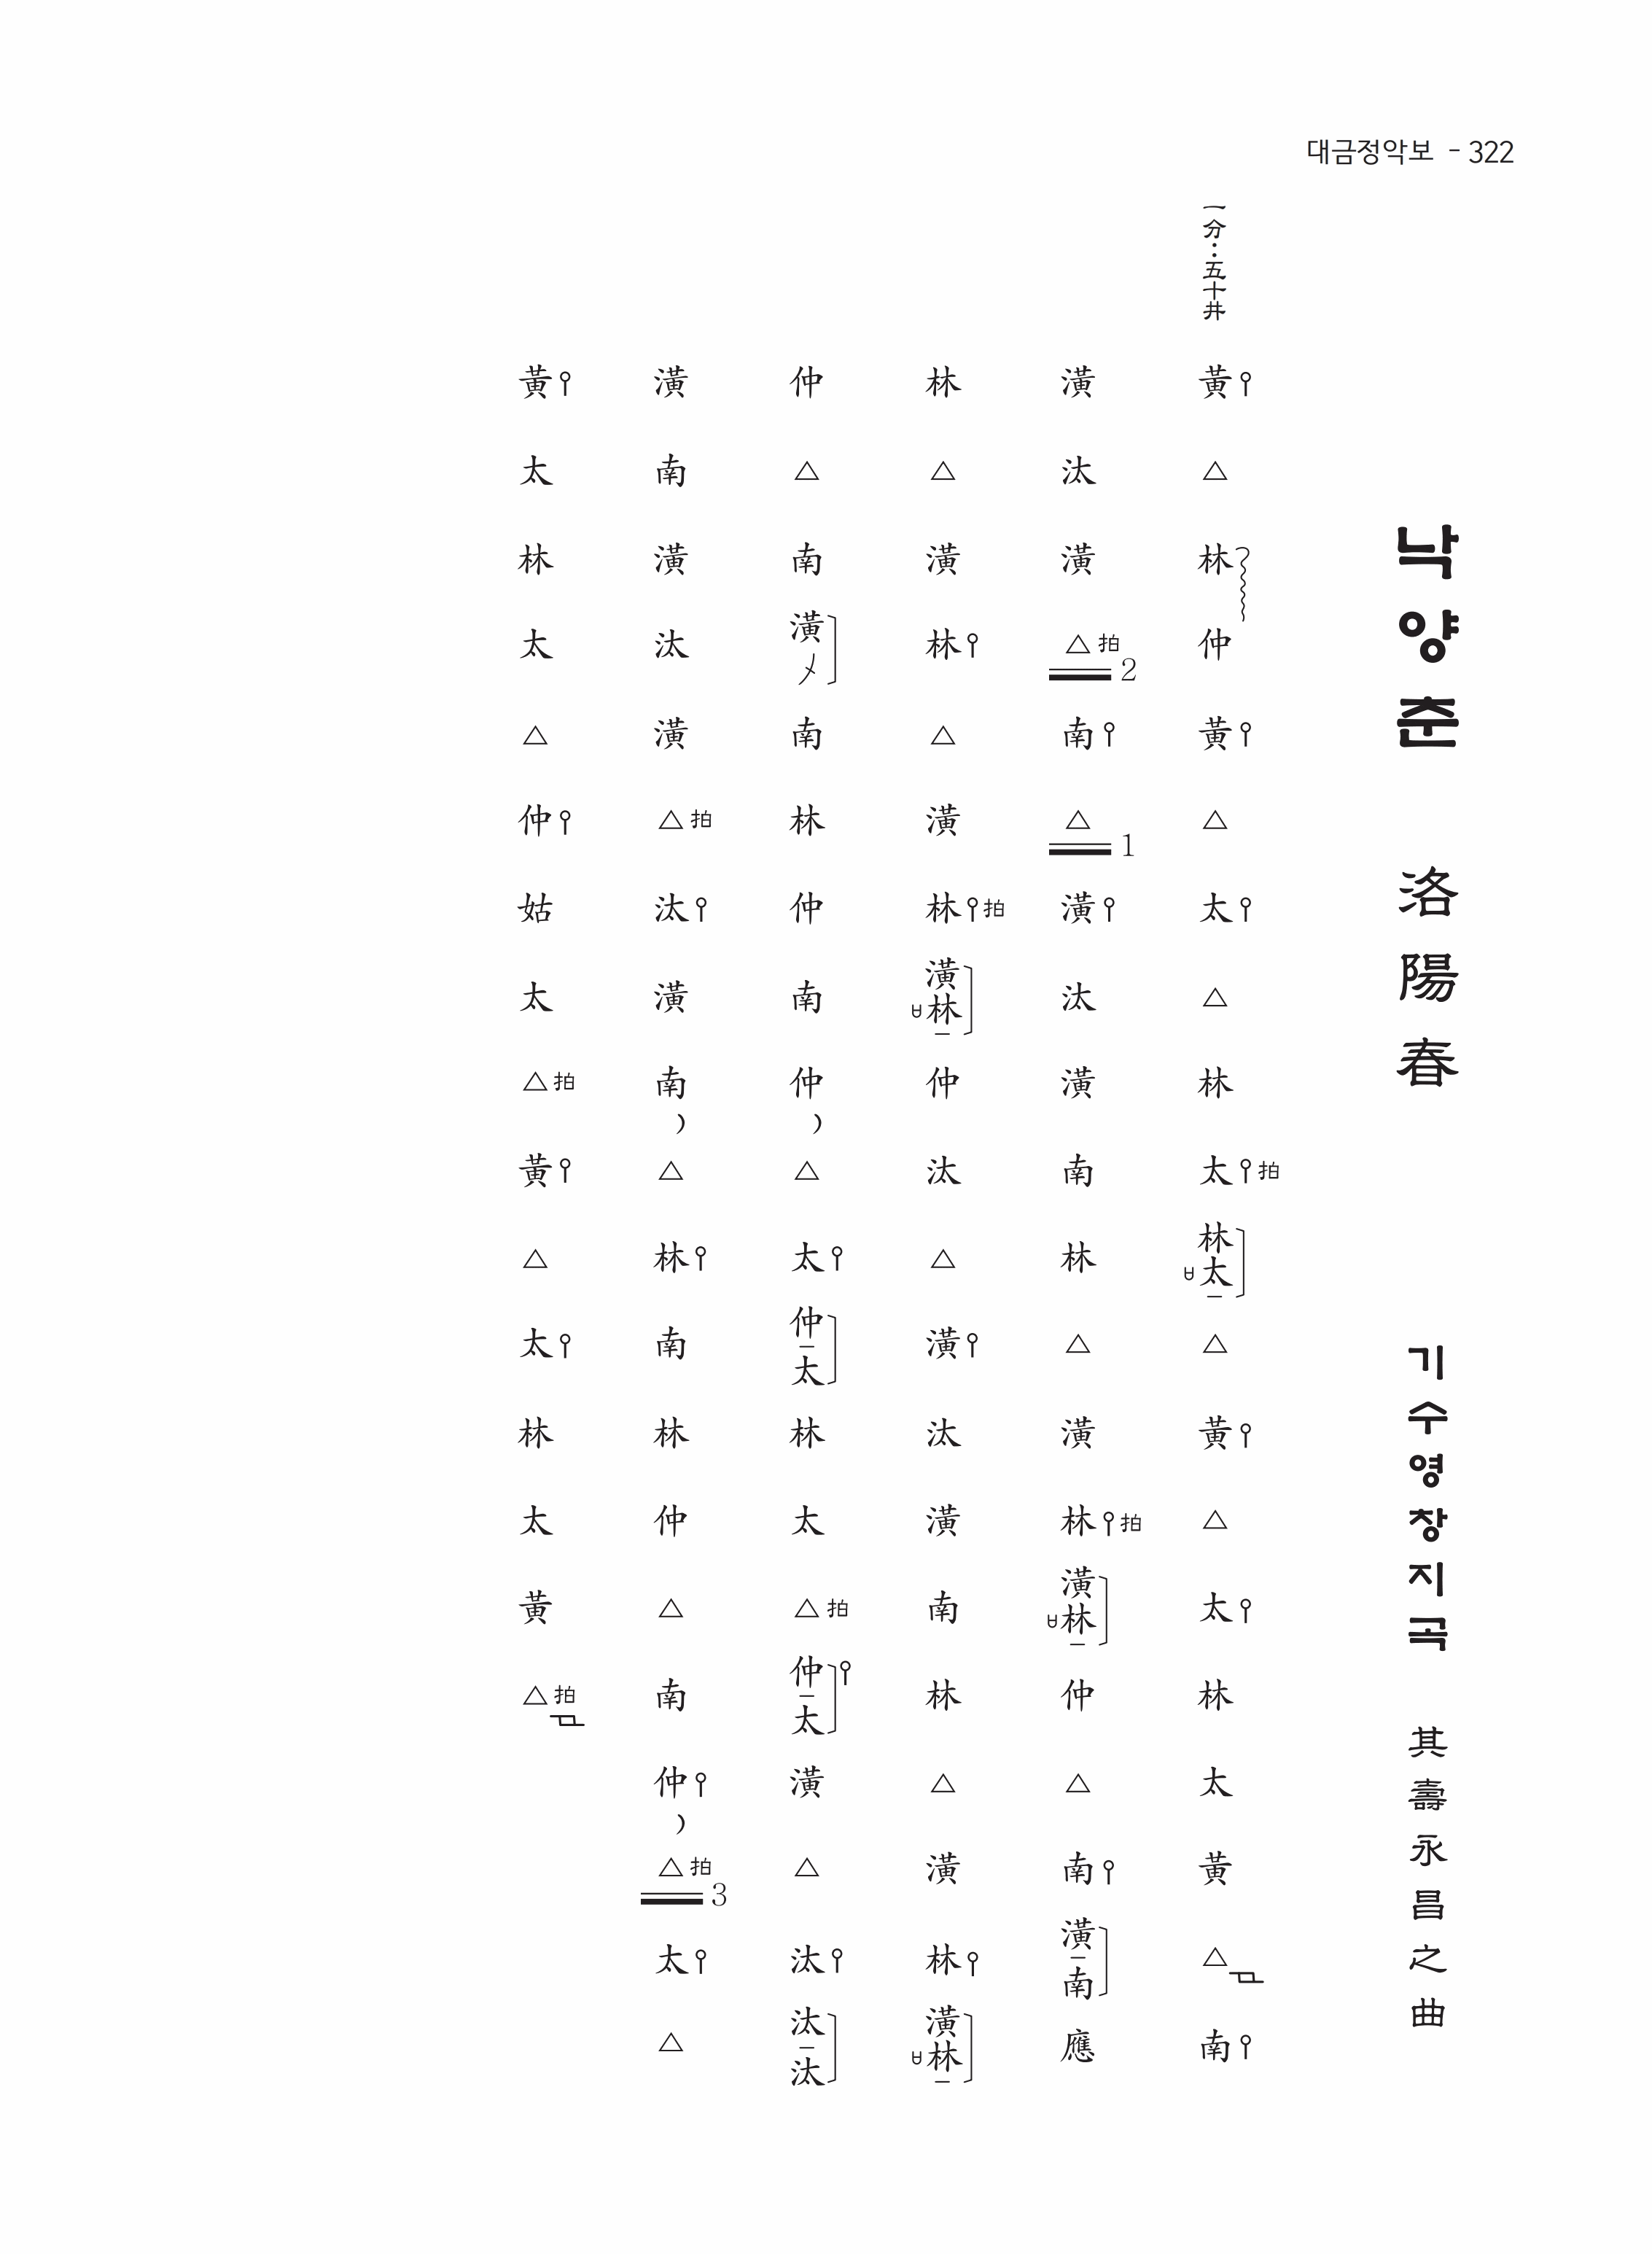 대금정악보 - 322
낙양춘 洛陽春 기수영창지곡 其壽永昌之曲
一分··五十井
黃 △ 林 仲 黃 △ 太 △ 林 太 拍 林 太 ㅂ △ 黃 △ 太 林 太 黃 △ 南
潢 汰 潢 △ 拍 2 南 △ 1 潢 汰 潢 南 林 △ 潢 林 拍 潢 林 ㅂ 仲 △ 南 潢 南 應
林 △ 潢 林 △ 潢 林 拍 潢 林 ㅂ 仲 汰 △ 潢 汰 潢 南 林 △ 潢 林 潢 林 ㅂ
仲 △ 南 潢 南 林 仲 南 仲 △ 太 仲 太 林 太 △ 拍 仲 太 潢 △ 汰 汰 汰
潢 南 潢 汰 潢 △ 拍 汰 潢 南 △ 林 南 林 仲 △ 南 仲 △ 拍 3 太 △
黃 太 林 太 △ 仲 姑 太 △ 拍 黃 △ 太 林 太 黃 △ 拍